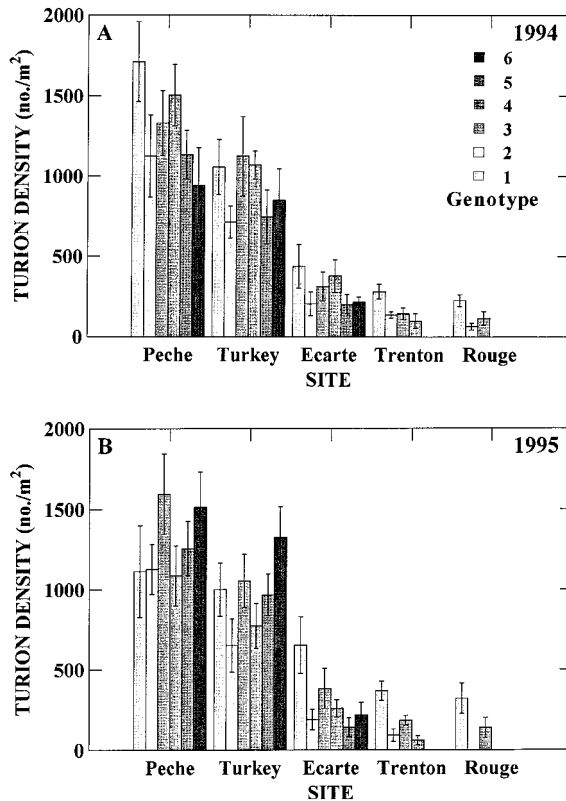 A
1994
TURION DENSITY (no./m²)
2000
1500
1000
500
0
6
5
4
3
2
1
Genotype
Peche Turkey Ecarte Trenton Rouge
SITE
B
1995
TURION DENSITY (no./m²)
2000
1500
1000
500
0
Peche Turkey Ecarte Trenton Rouge
SITE